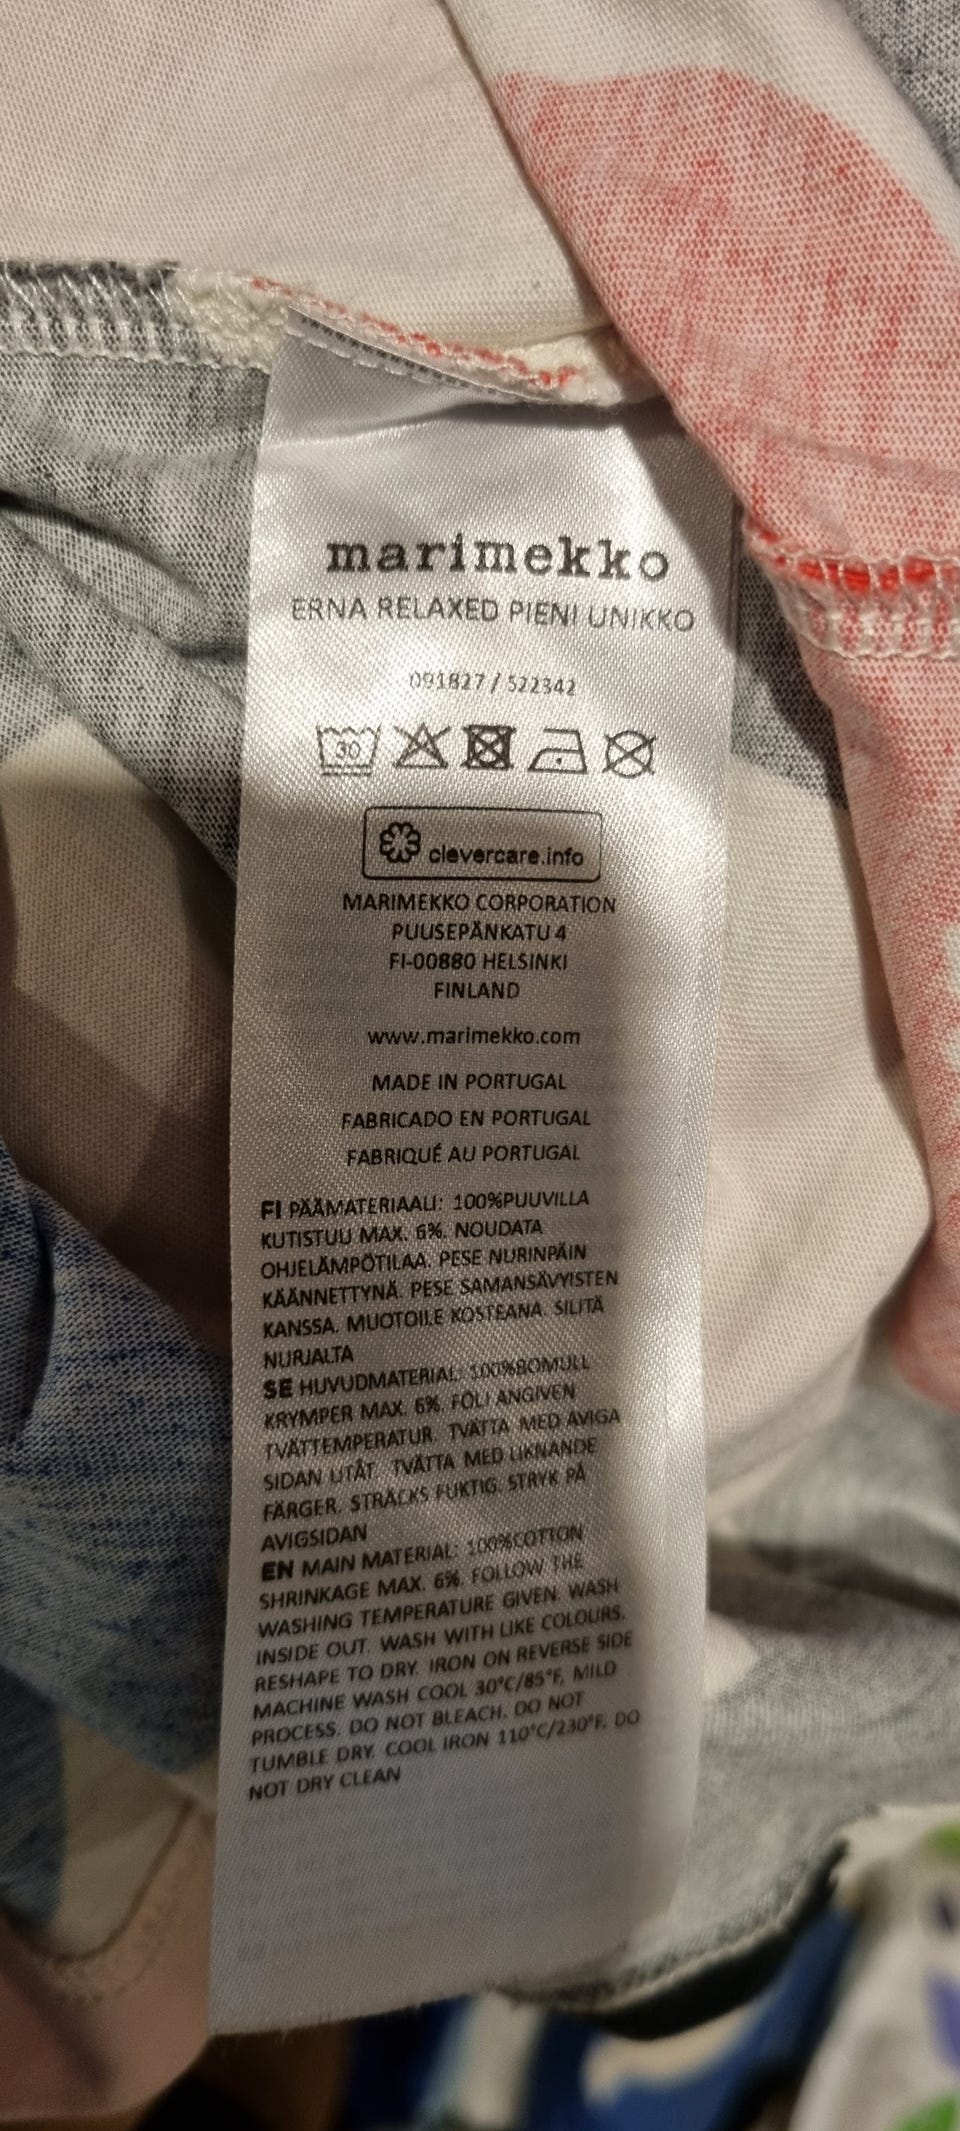 marimekko
ERNA RELAXED PIENI UNIKKO
091827 / 522342
30
clevercare.info
MARIMEKKO CORPORATION
PUUSEPÄNKATU 4
FI-00880 HELSINKI
FINLAND
www.marimekko.com
MADE IN PORTUGAL
FABRICADO EN PORTUGAL
FABRIQUÉ AU PORTUGAL
FI PÄÄMATERIAALI: 100%PUUVILLA
KUTISTUU MAX. 6%. NOUDATA
OHJELÄMPÖTILAA. PESE NURINPÄIN
KÄÄNNETTYNÄ. PESE SAMANSÄVYISTEN
KANSSA. MUOTOILE KOSTEANA. SILITÄ
NURJALTA
SE HUVUDMATERIAL: 100%BOMULL
KRYMPER MAX. 6%. FÖLJ ANGIVEN
TVÄTTEMPERATUR. TVÄTTA MED AVIGA
SIDAN UTÅT. TVÄTTA MED LIKNANDE
FÄRGER. STRÄCKS FUKTIG. STRYK PÅ
AVIGSIDAN
EN MAIN MATERIAL: 100%COTTON
SHRINKAGE MAX. 6%. FOLLOW THE
WASHING TEMPERATURE GIVEN. WASH
INSIDE OUT. WASH WITH LIKE COLOURS.
RESHAPE TO DRY. IRON ON REVERSE SIDE
MACHINE WASH COOL 30°C/85°F, MILD
PROCESS. DO NOT BLEACH. DO NOT
TUMBLE DRY. COOL IRON 110°C/230°F. DO
NOT DRY CLEAN